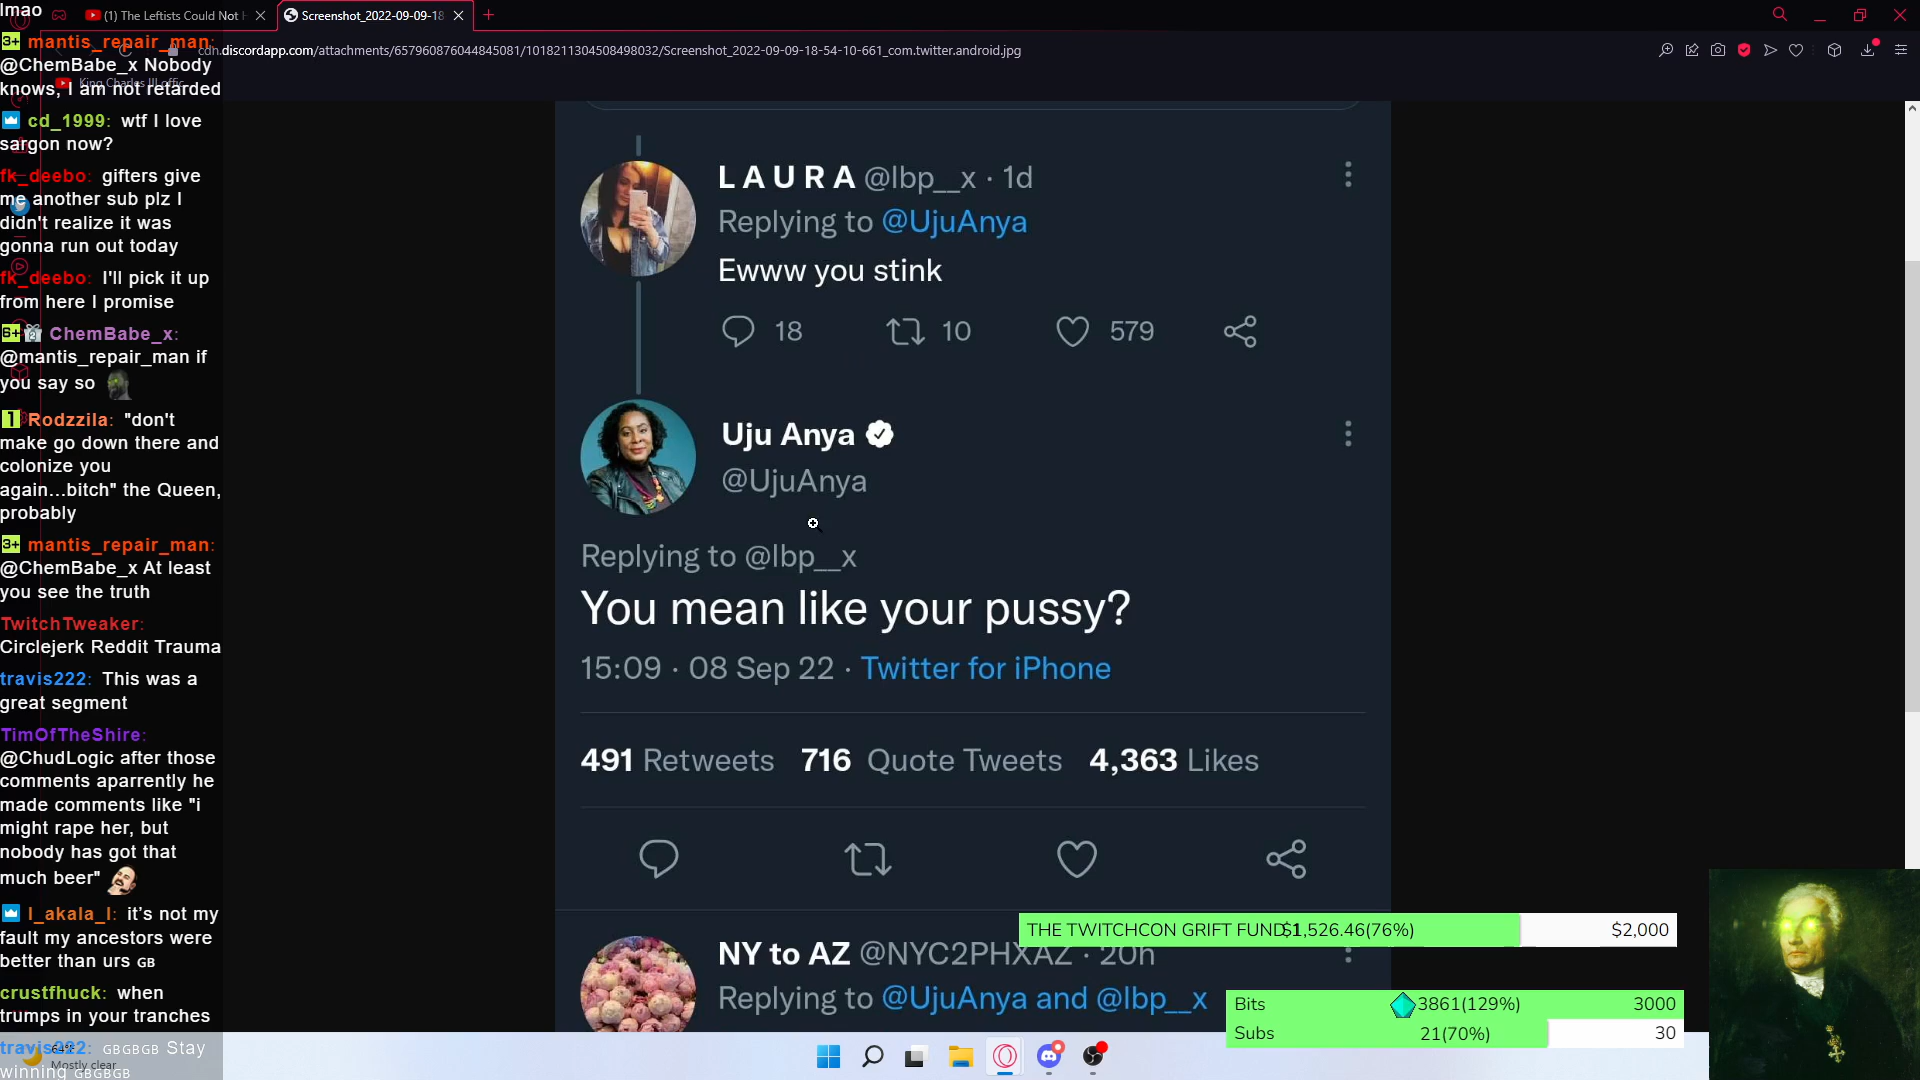 lmao
mantis_repair_man:
@ChemBabe_x Nobody
knows, I am not retarded
cd_1999: wtf I love
sargon now?
fk_deebo: gifters give
me another sub plz I
didn't realize it was
gonna run out today
fk_deebo: I'll pick it up
from here I promise
6+ ChemBabe_x:
@mantis_repair_man if
you say so
1 Rodzzila: "don't
make go down there and
colonize you
again...bitch" the Queen,
probably
3+ mantis_repair_man:
@ChemBabe_x At least
you see the truth
TwitchTweaker:
Circlejerk Reddit Trauma
travis222: This was a
great segment
TimOfTheShire:
@ChudLogic after those
comments aparrently he
made comments like "i
might rape her, but
nobody has got that
much beer"
I_akala_I: it's not my
fault my ancestors were
better than urs GB
crustfhuck: when
trumps in your tranches
travis222: GBGBGB Stay
winning GBGBGB
64°F
Mostly clear
(1) The Leftists Could Not H
Screenshot_2022-09-09-18
cdn.discordapp.com/attachments/657960876044845081/1018211304508498032/Screenshot_2022-09-09-18-54-10-661_com.twitter.android.jpg
King Charles III offic
L A U R A @lbp__x · 1d
Replying to @UjuAnya
Ewww you stink
18 10 579
Uju Anya
@UjuAnya
Replying to @lbp__x
You mean like your pussy?
15:09 · 08 Sep 22 · Twitter for iPhone
491 Retweets 716 Quote Tweets 4,363 Likes
NY to AZ @NYC2PHXAZ · 20h
Replying to @UjuAnya and @lbp__x
THE TWITCHCON GRIFT FUND $1,526.46(76%) $2,000
Bits 3861(129%) 3000
Subs 21(70%) 30